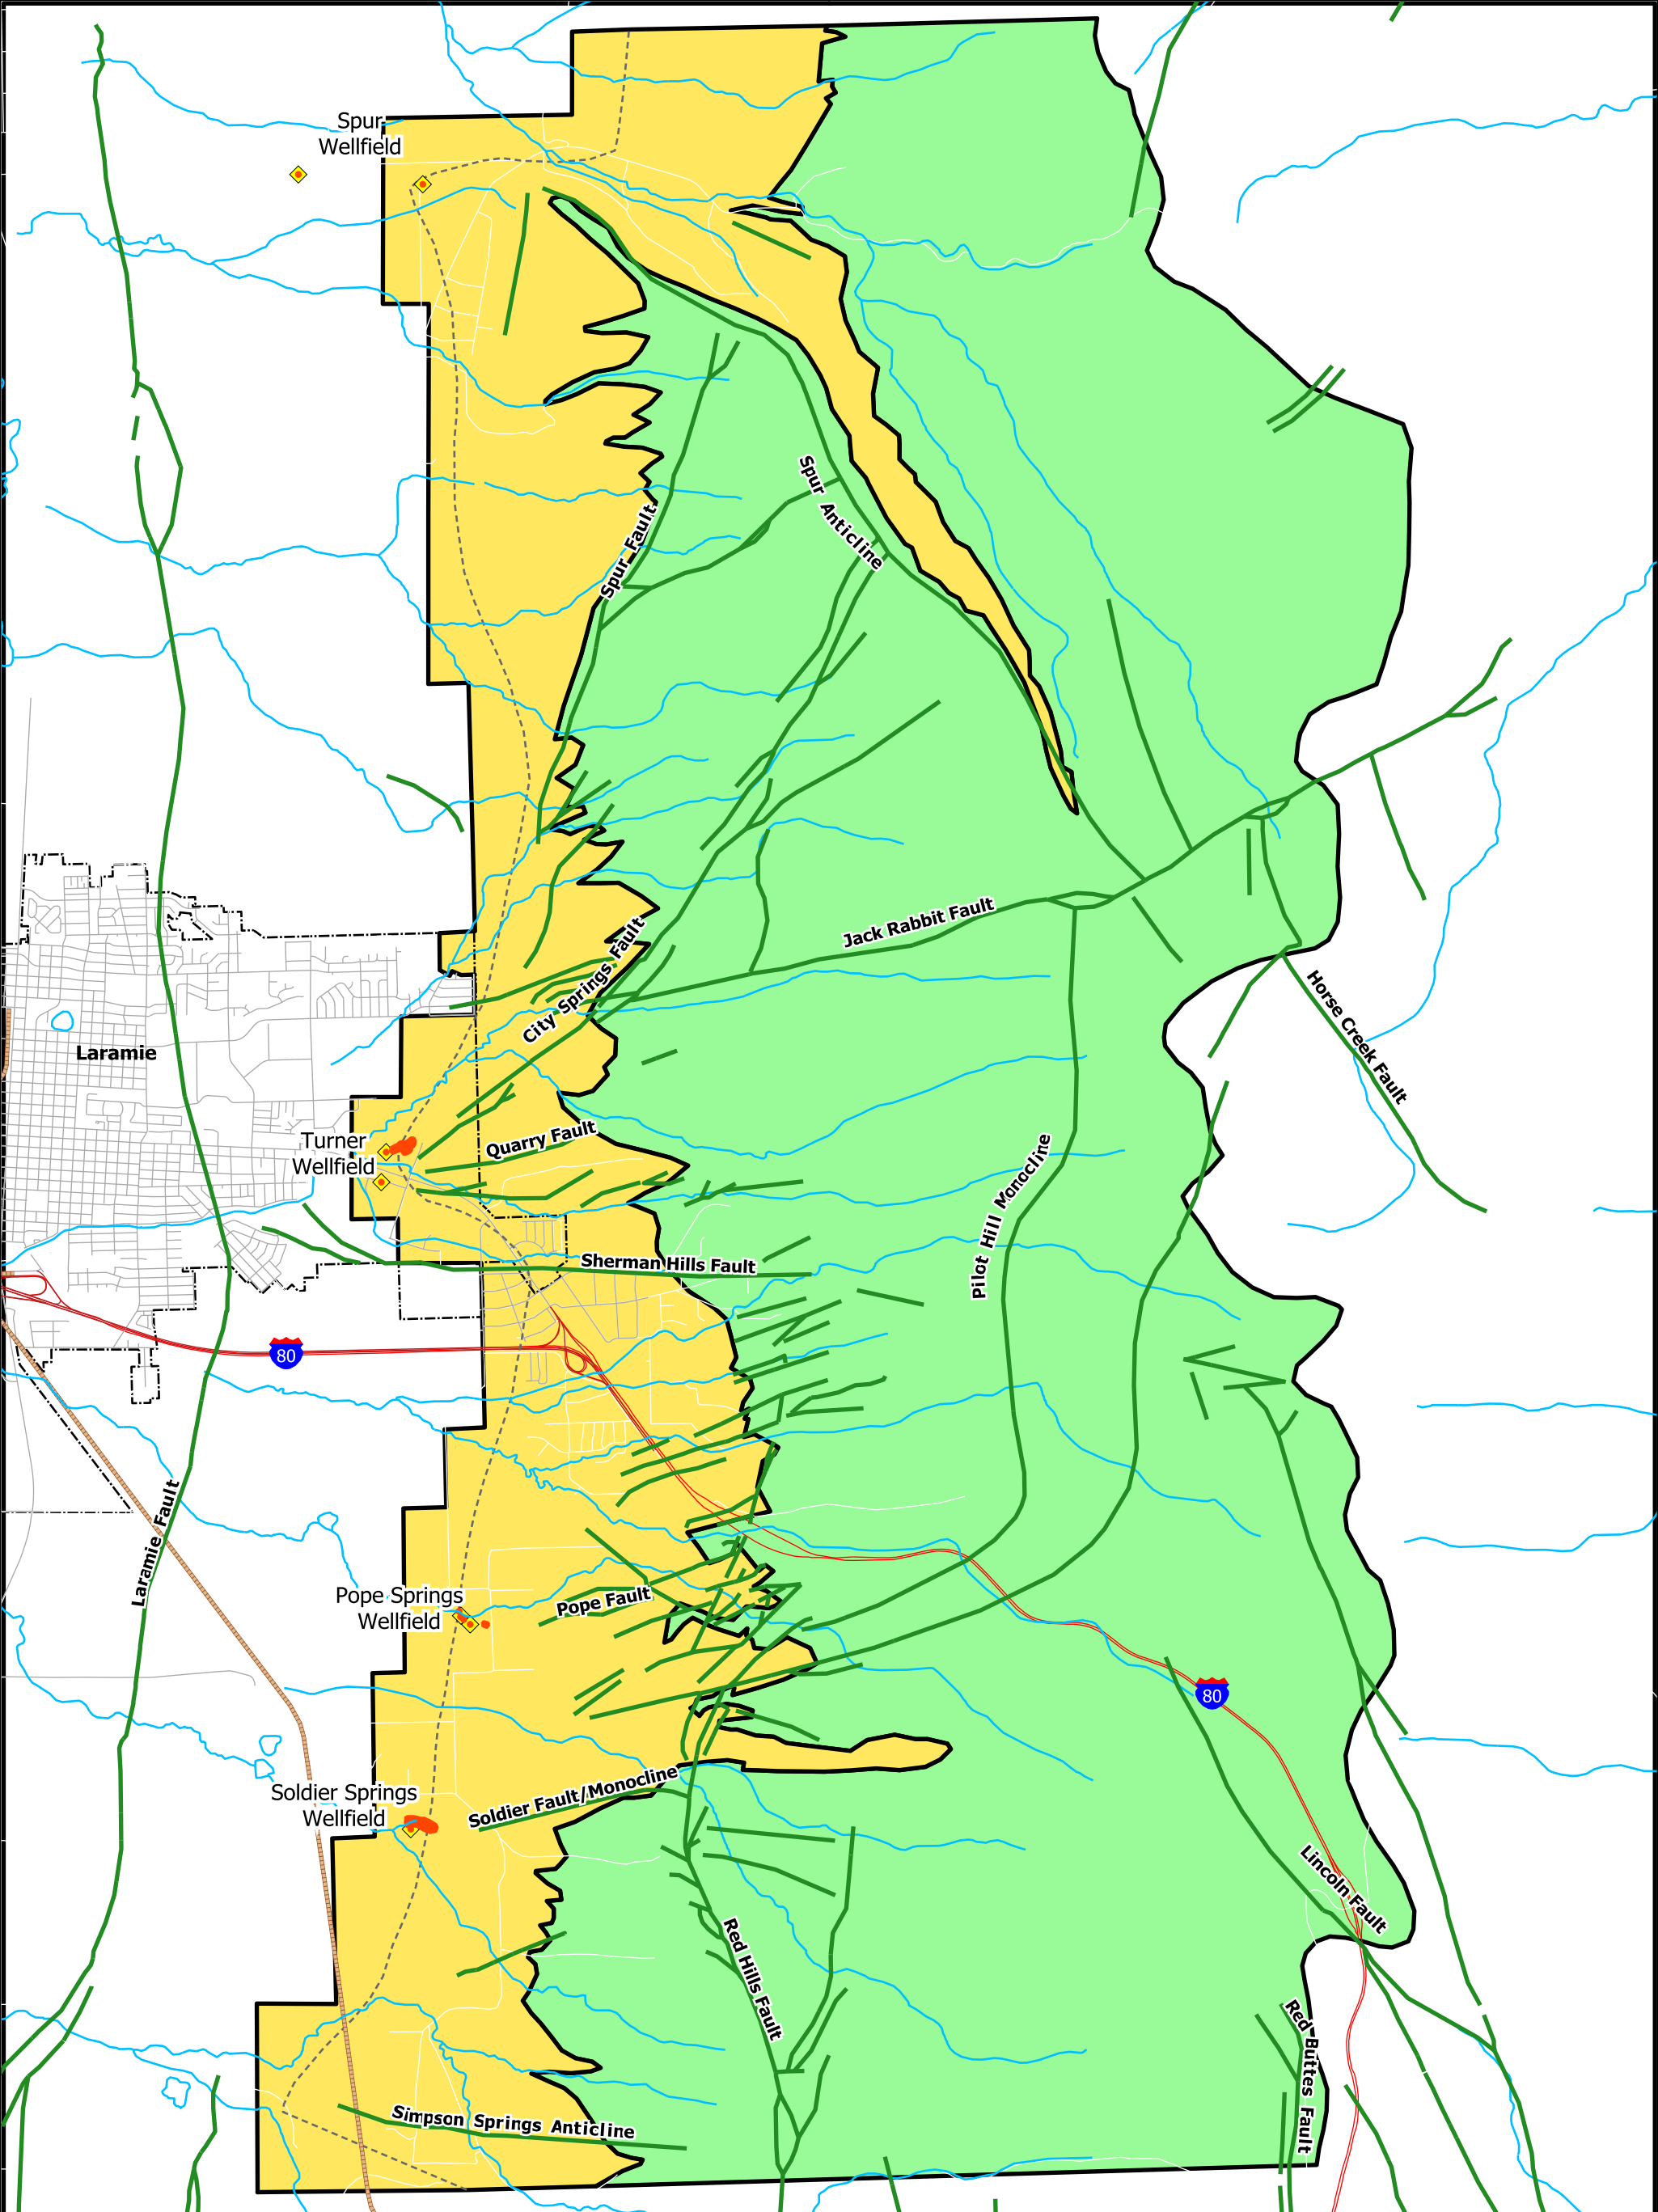 Spur
Wellfield
Spur Anticline
Spur Fault
Jack Rabbit Fault
City Springs Fault
Horse Creek Fault
Laramie
Turner
Wellfield
Quarry Fault
Pilot Hill Monocline
Sherman Hills Fault
80
Laramie Fault
Pope Springs
Wellfield
Pope Fault
80
Soldier Springs
Wellfield
Soldier Fault/Monocline
Lincoln Fault
Red Hills Fault
Red Buttes Fault
Simpson Springs Anticline